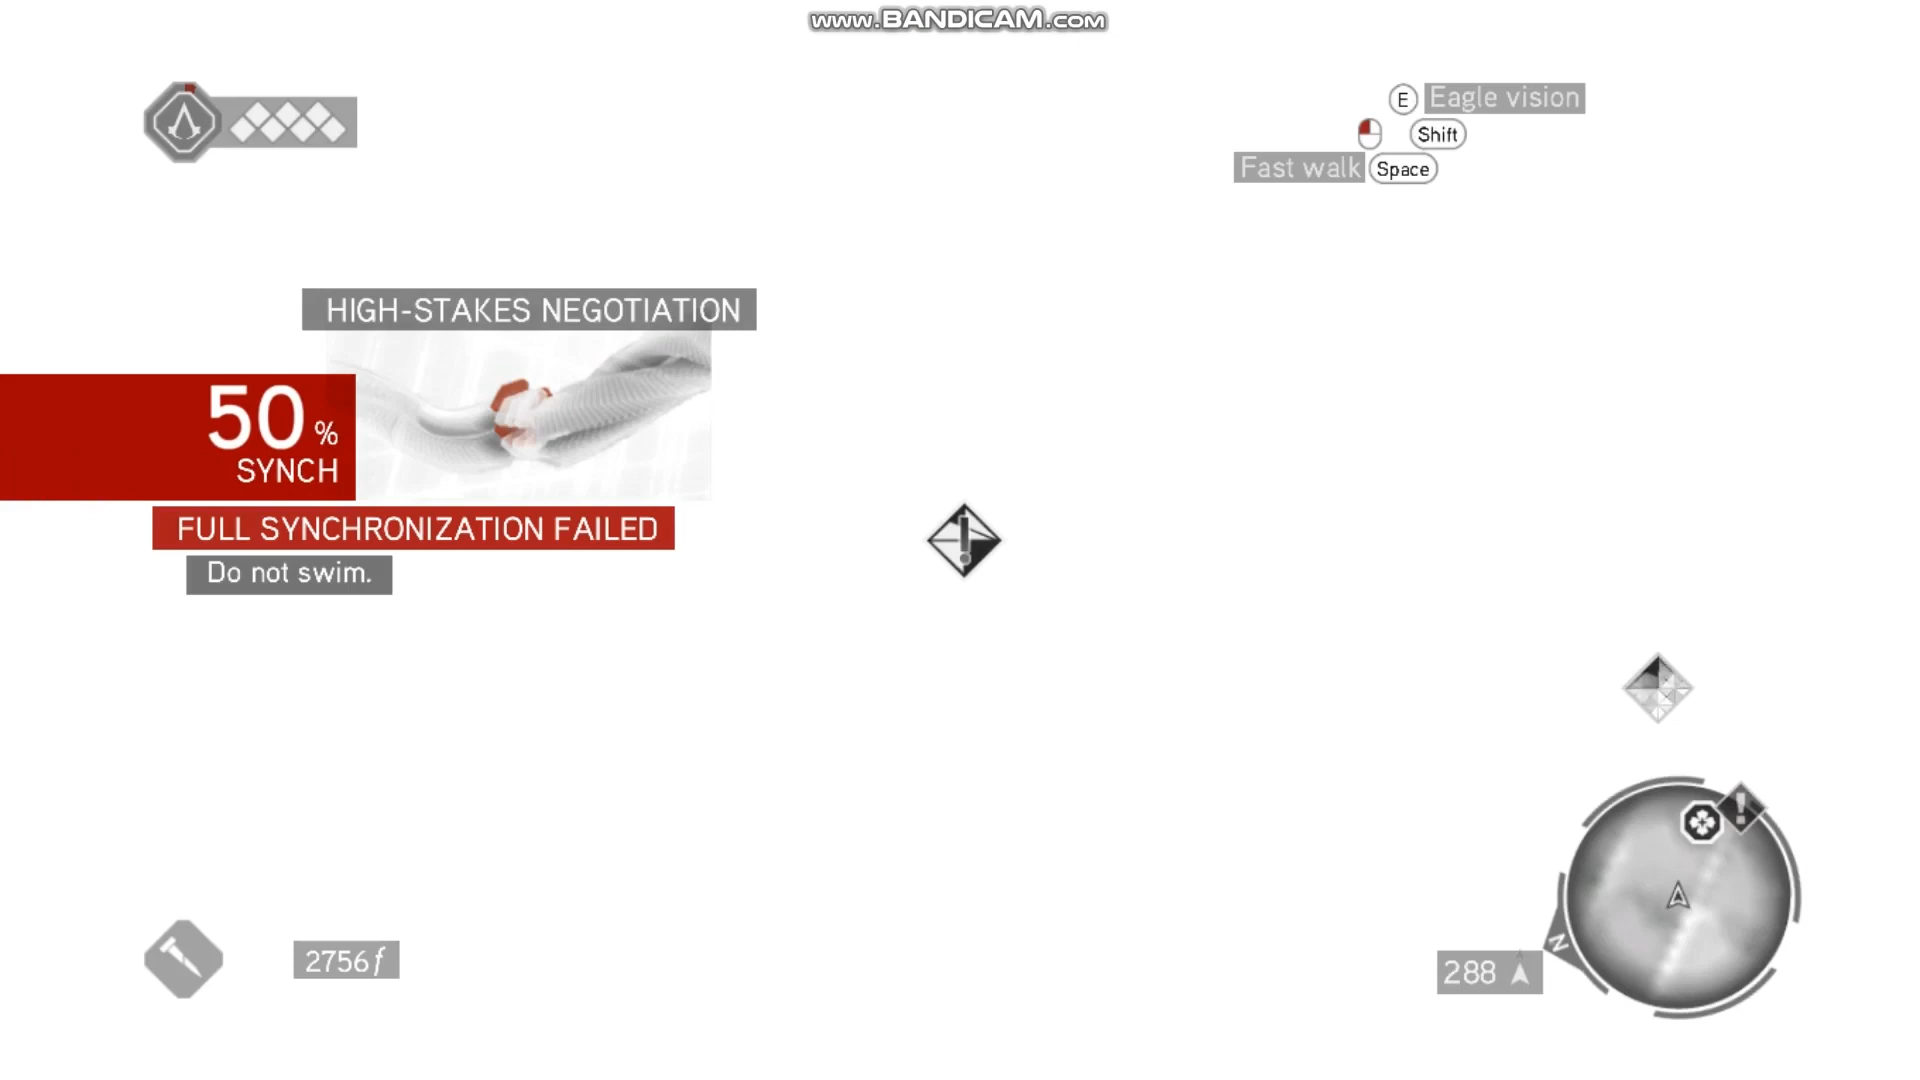 www.BANDICAM.com
E Eagle vision
Shift
Fast walk Space
HIGH-STAKES NEGOTIATION
50 %
SYNCH
FULL SYNCHRONIZATION FAILED
Do not swim.
2756ƒ
288
N